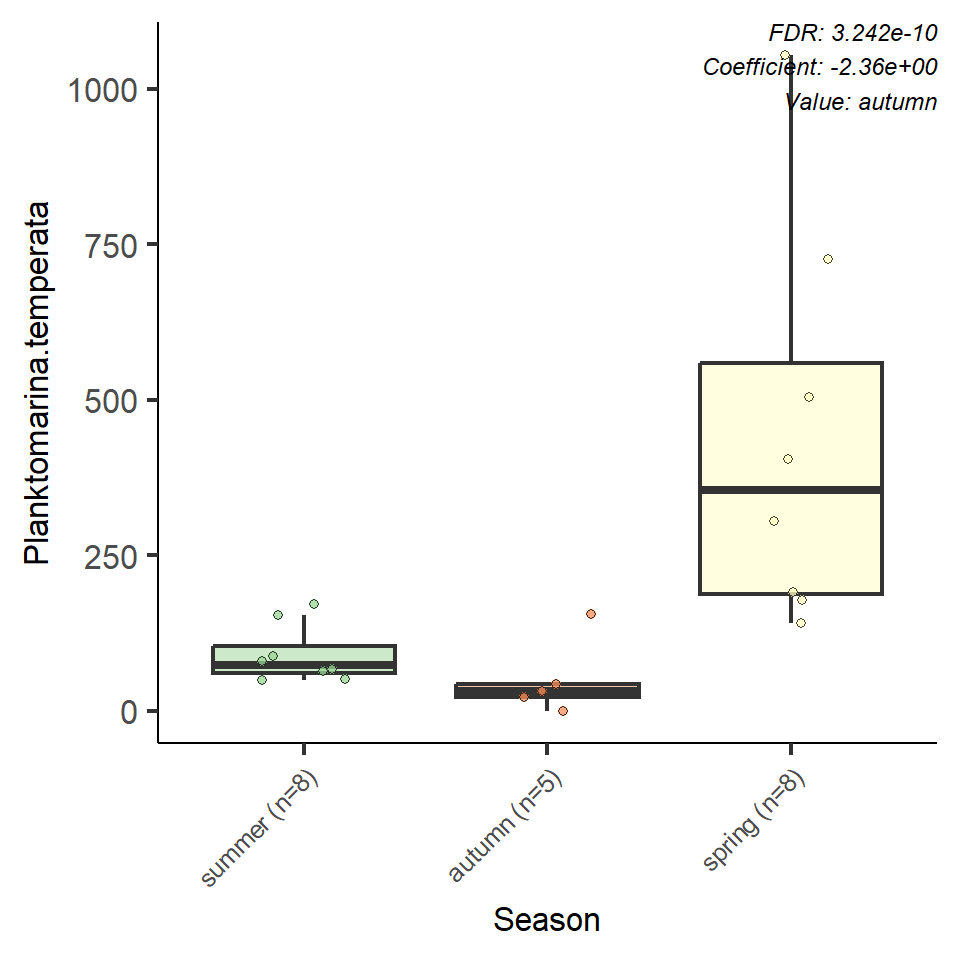 FDR: 3.242e-10
Coefficient: -2.36e+00
Value: autumn
Planktomarina.temperata
1000
750
500
250
0
summer (n=8)
autumn (n=5)
spring (n=8)
Season